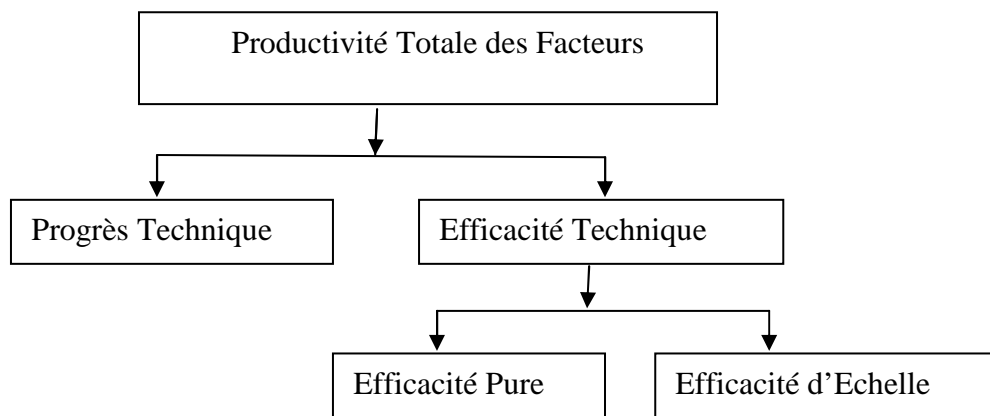 Productivité Totale des Facteurs
Progrès Technique
Efficacité Technique
Efficacité Pure
Efficacité d’Echelle